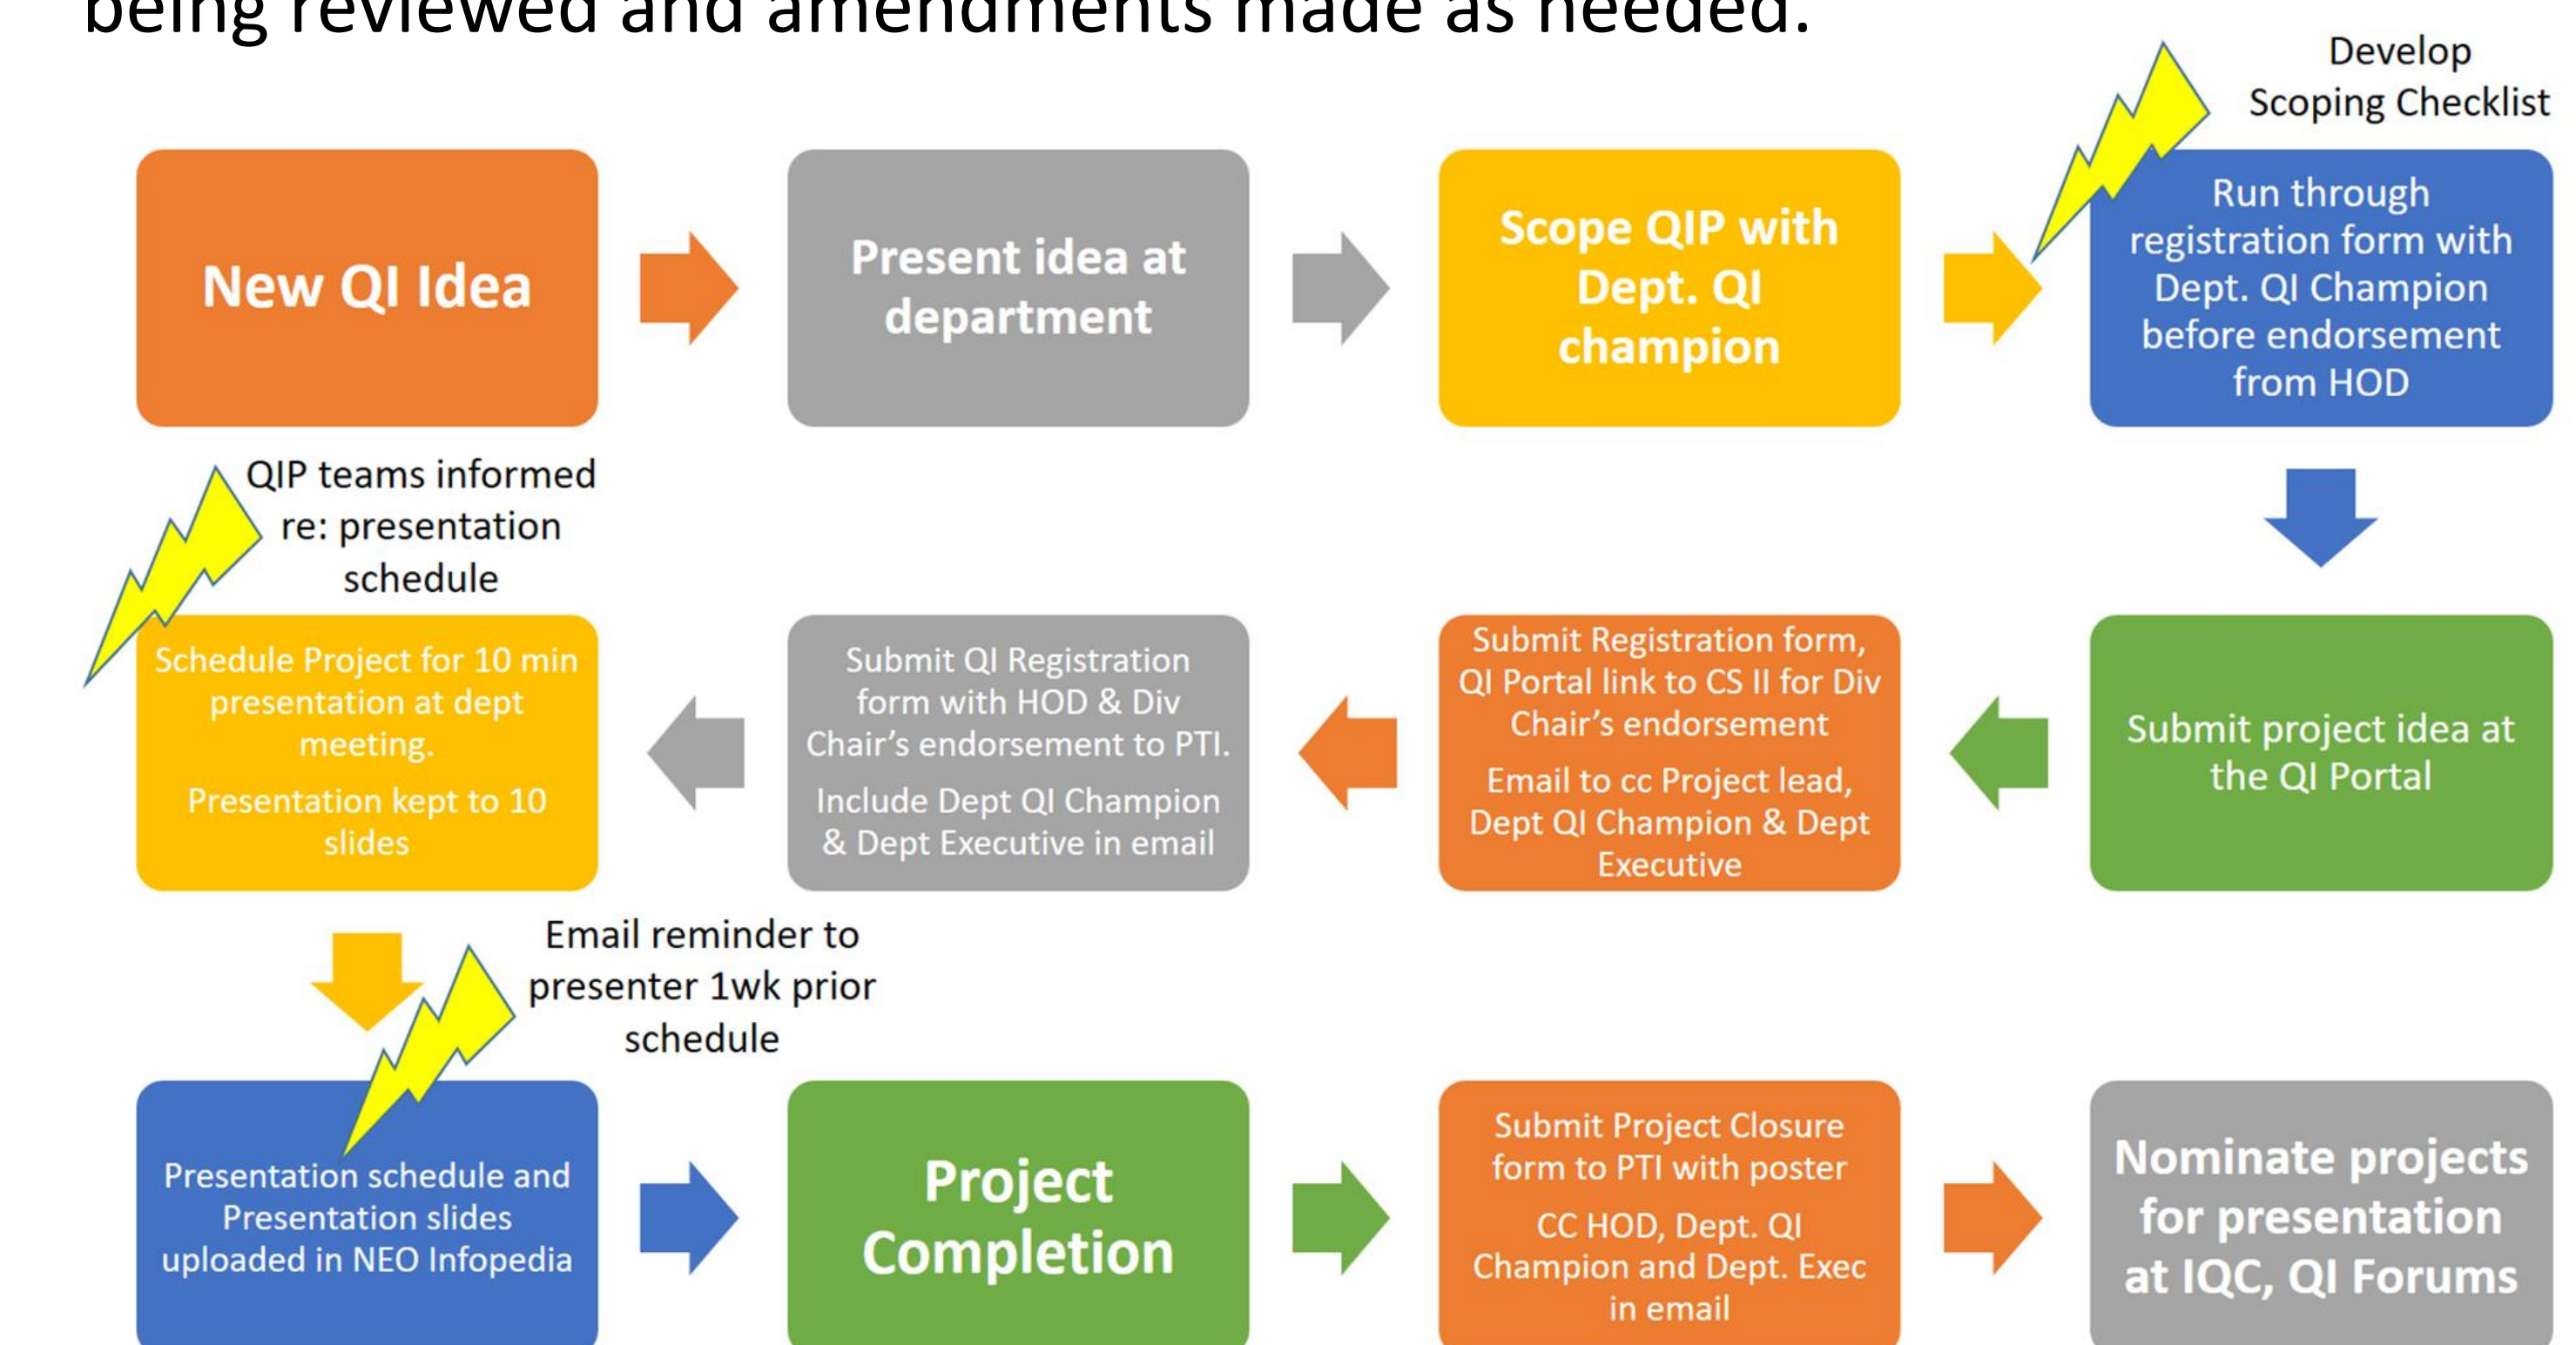 being reviewed and amendments made as needed.
Develop
Scoping Checklist
New QI Idea
Present idea at
department
Scope QIP with
Dept. QI
champion
Run through
registration form with
Dept. QI Champion
before endorsement
from HOD
Submit project idea at
the QI Portal
Submit Registration form,
QI Portal link to CS II for Div
Chair’s endorsement
Email to cc Project lead,
Dept QI Champion & Dept
Executive
Submit QI Registration
form with HOD & Div
Chair’s endorsement to PTI.
Include Dept QI Champion
& Dept Executive in email
QIP teams informed
re: presentation
schedule
Schedule Project for 10 min
presentation at dept
meeting.
Presentation kept to 10
slides
Email reminder to
presenter 1wk prior
schedule
Presentation schedule and
Presentation slides
uploaded in NEO Infopedia
Project
Completion
Submit Project Closure
form to PTI with poster
CC HOD, Dept. QI
Champion and Dept. Exec
in email
Nominate projects
for presentation
at IQC, QI Forums